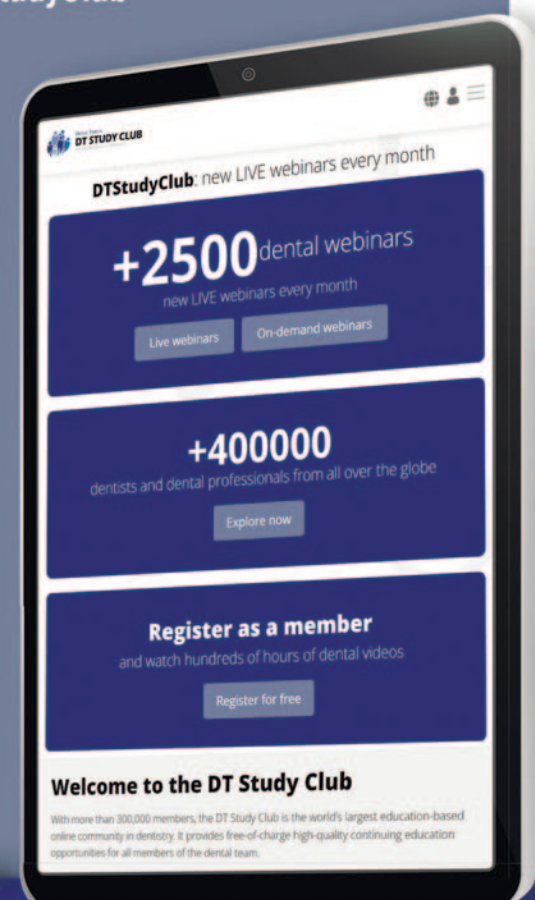 DT STUDY CLUB
DTStudyClub: new LIVE webinars every month
+2500 dental webinars
new LIVE webinars every month
Live webinars
On-demand webinars
+400000
dentists and dental professionals from all over the globe
Explore now
Register as a member
and watch hundreds of hours of dental videos
Register for free
Welcome to the DT Study Club
With more than 300,000 members, the DT Study Club is the world's largest education-based
online community in dentistry. It provides free-of-charge high-quality continuing education
opportunities for all members of the dental team.